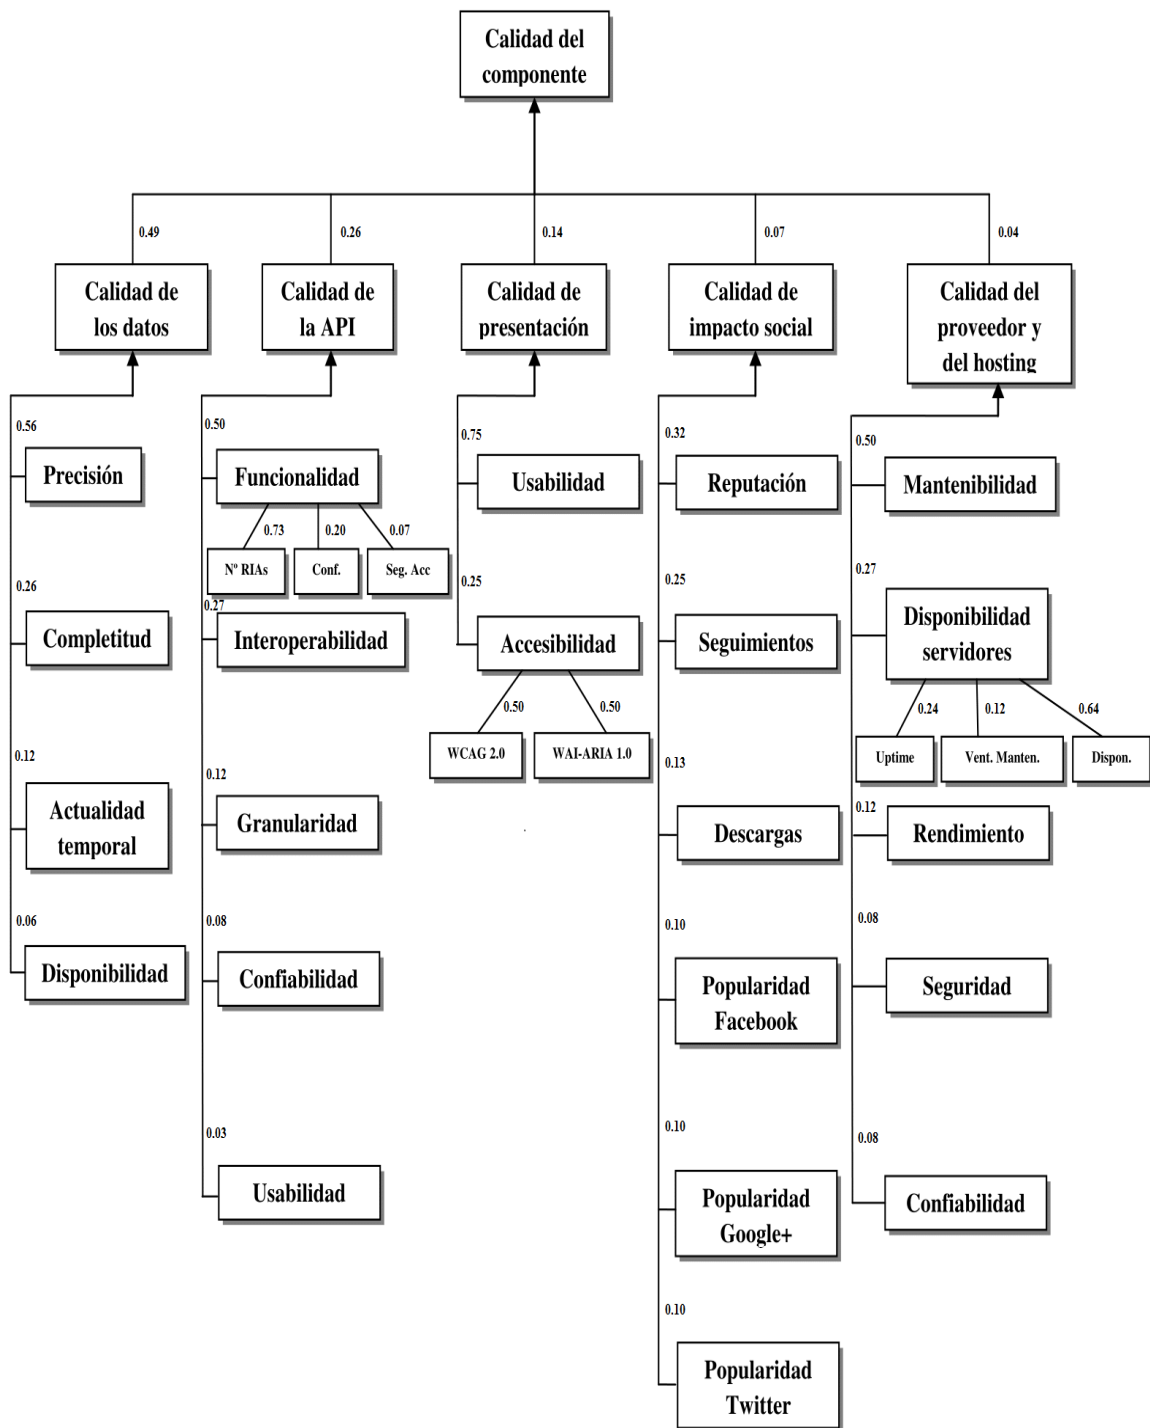 Calidad del
componente
0.49
0.26
0.14
0.07
0.04
Calidad de
los datos
Calidad de
la API
Calidad de
presentación
Calidad de
impacto social
Calidad del
proveedor y
del hosting
0.56
Precisión
0.26
Completitud
0.12
Actualidad
temporal
0.06
Disponibilidad
0.50
Funcionalidad
0.73
0.20
0.07
Nº RIAs
Conf.
Seg. Acc
0.27
Interoperabilidad
0.12
Granularidad
0.08
Confiabilidad
0.03
Usabilidad
0.75
Usabilidad
0.25
Accesibilidad
0.50
0.50
WCAG 2.0
WAI-ARIA 1.0
0.32
Reputación
0.25
Seguimientos
0.13
Descargas
0.10
Popularidad
Facebook
0.10
Popularidad
Google+
0.10
Popularidad
Twitter
0.50
Mantenibilidad
0.27
Disponibilidad
servidores
0.24
0.12
0.64
Uptime
Vent. Manten.
Dispon.
0.12
Rendimiento
0.08
Seguridad
0.08
Confiabilidad